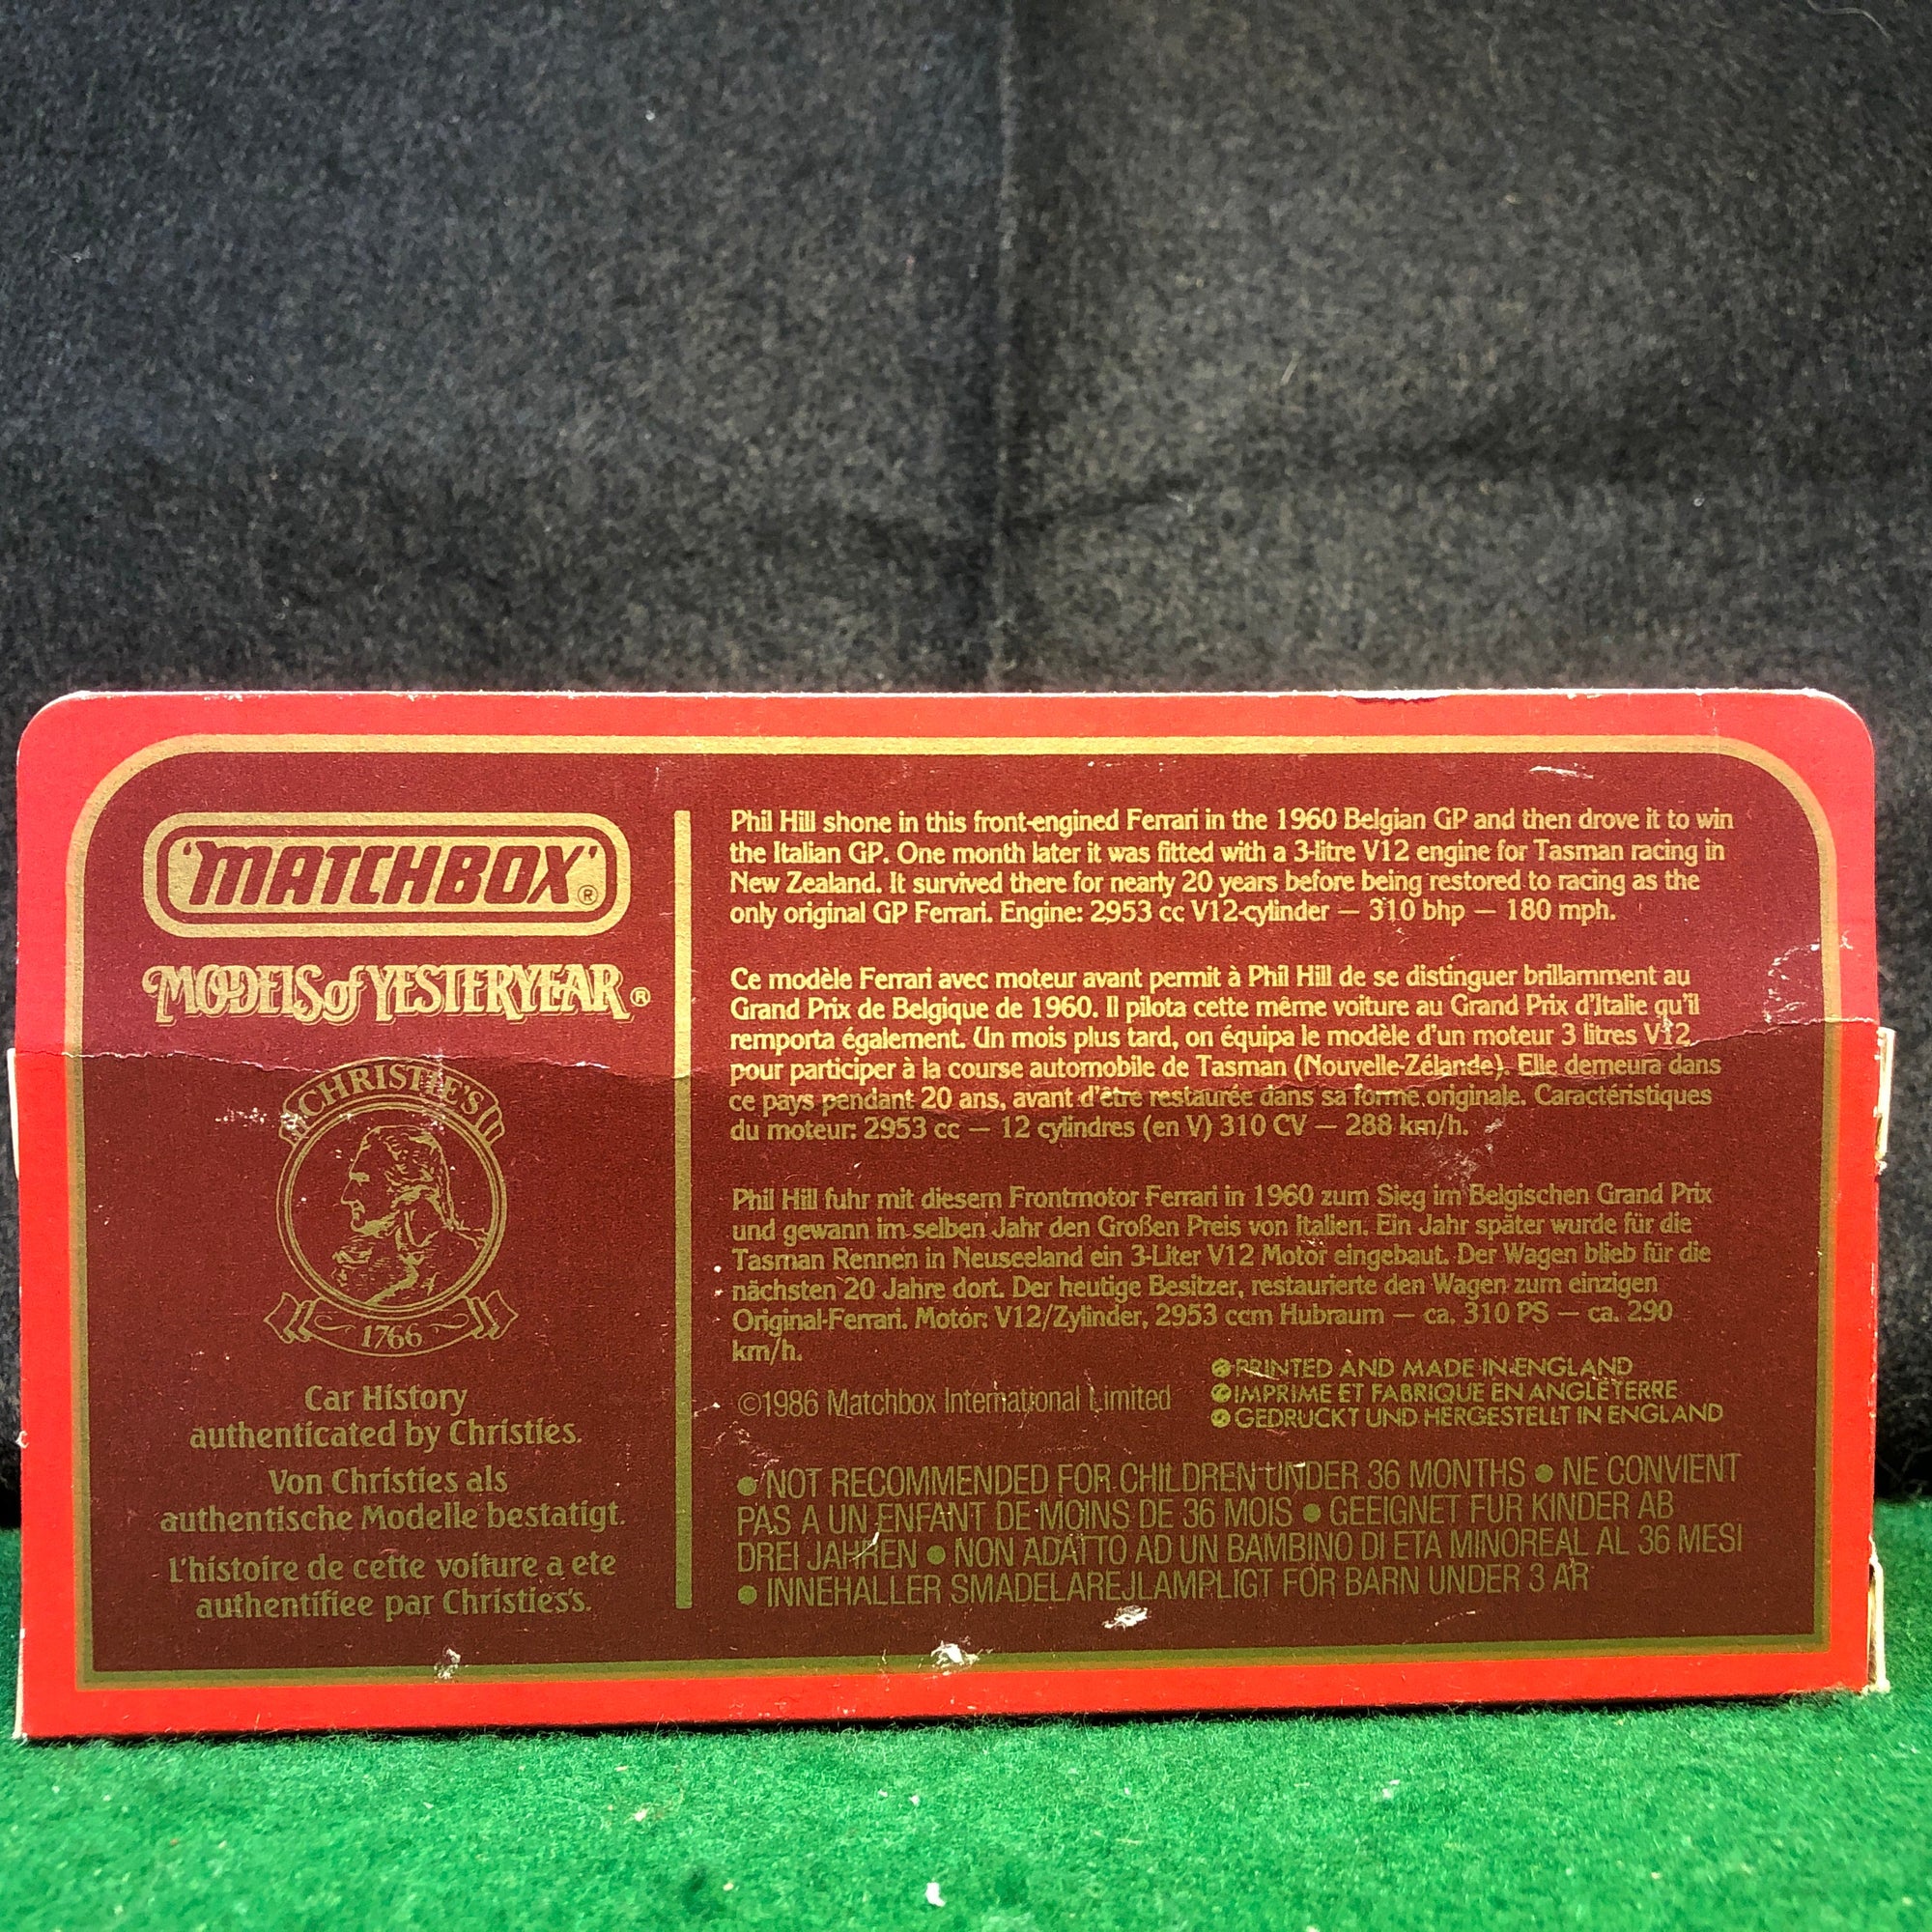 'MATCHBOX'®
MODELS of YESTERYEAR®
CHRISTIE'S
1766
Car History
authenticated by Christies.
Von Christies als
authentische Modelle bestatigt.
L'histoire de cette voiture a ete
authentifiee par Christies's.
Phil Hill shone in this front-engined Ferrari in the 1960 Belgian GP and then drove it to win
the Italian GP. One month later it was fitted with a 3-litre V12 engine for Tasman racing in
New Zealand. It survived there for nearly 20 years before being restored to racing as the
only original GP Ferrari. Engine: 2953 cc V12-cylinder — 310 bhp — 180 mph.
Ce modèle Ferrari avec moteur avant permit à Phil Hill de se distinguer brillamment au
Grand Prix de Belgique de 1960. Il pilota cette même voiture au Grand Prix d'Italie qu'il
remporta également. Un mois plus tard, on équipa le modèle d'un moteur 3 litres V12
pour participer à la course automobile de Tasman (Nouvelle-Zélande). Elle demeura dans
ce pays pendant 20 ans, avant d'être restaurée dans sa forme originale. Caractéristiques
du moteur: 2953 cc — 12 cylindres (en V) 310 CV — 288 km/h.
Phil Hill fuhr mit diesem Frontmotor Ferrari in 1960 zum Sieg im Belgischen Grand Prix
und gewann im selben Jahr den Großen Preis von Italien. Ein Jahr später wurde für die
Tasman Rennen in Neuseeland ein 3-Liter V12 Motor eingebaut. Der Wagen blieb für die
nächsten 20 Jahre dort. Der heutige Besitzer, restaurierte den Wagen zum einzigen
Original-Ferrari. Motor: V12/Zylinder, 2953 ccm Hubraum — ca. 310 PS — ca. 290
km/h.
©1986 Matchbox International Limited
● PRINTED AND MADE IN ENGLAND
● IMPRIME ET FABRIQUE EN ANGLETERRE
● GEDRUCKT UND HERGESTELLT IN ENGLAND
● NOT RECOMMENDED FOR CHILDREN UNDER 36 MONTHS ● NE CONVIENT
PAS A UN ENFANT DE MOINS DE 36 MOIS ● GEEIGNET FUR KINDER AB
DREI JAHREN ● NON ADATTO AD UN BAMBINO DI ETA MINOREAL AL 36 MESI
● INNEHALLER SMADELAREJLAMPLIGT FOR BARN UNDER 3 AR